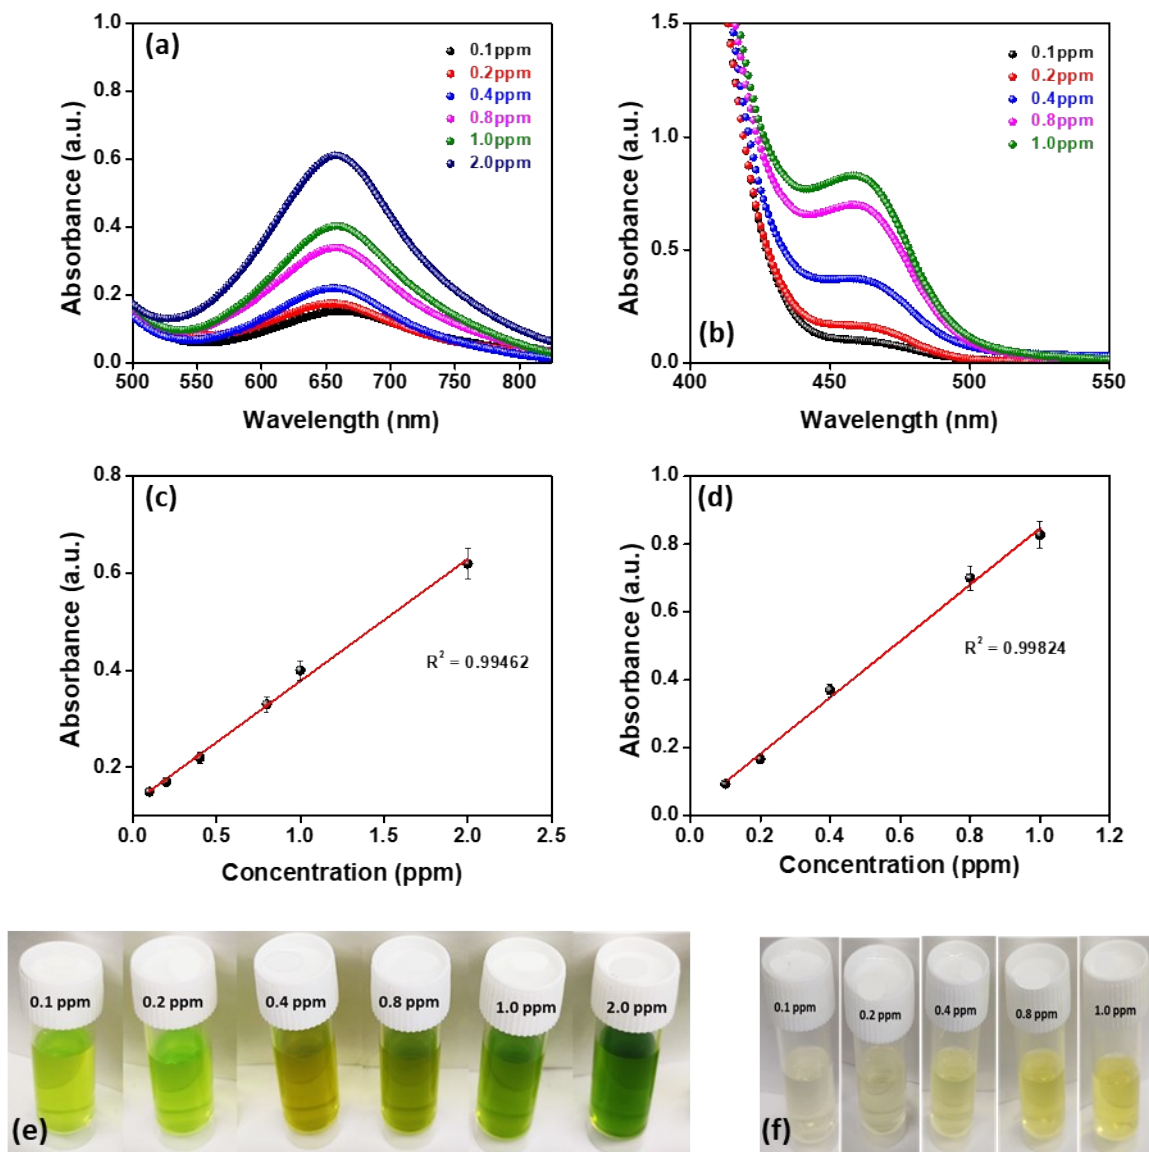 (a)
1.0
0.8
0.6
0.4
0.2
0.0
Absorbance (a.u.)
500 550 600 650 700 750 800
Wavelength (nm)
0.1ppm
0.2ppm
0.4ppm
0.8ppm
1.0ppm
2.0ppm
(b)
1.5
1.0
0.5
0.0
Absorbance (a.u.)
400 450 500 550
Wavelength (nm)
0.1ppm
0.2ppm
0.4ppm
0.8ppm
1.0ppm
(c)
0.8
0.6
0.4
0.2
Absorbance (a.u.)
R² = 0.99462
0.0 0.5 1.0 1.5 2.0 2.5
Concentration (ppm)
(d)
1.0
0.8
0.6
0.4
0.2
0.0
Absorbance (a.u.)
R² = 0.99824
0.0 0.2 0.4 0.6 0.8 1.0 1.2
Concentration (ppm)
0.1 ppm
0.2 ppm
0.4 ppm
0.8 ppm
1.0 ppm
2.0 ppm
(e)
0.1 ppm
0.2 ppm
0.4 ppm
0.8 ppm
1.0 ppm
(f)